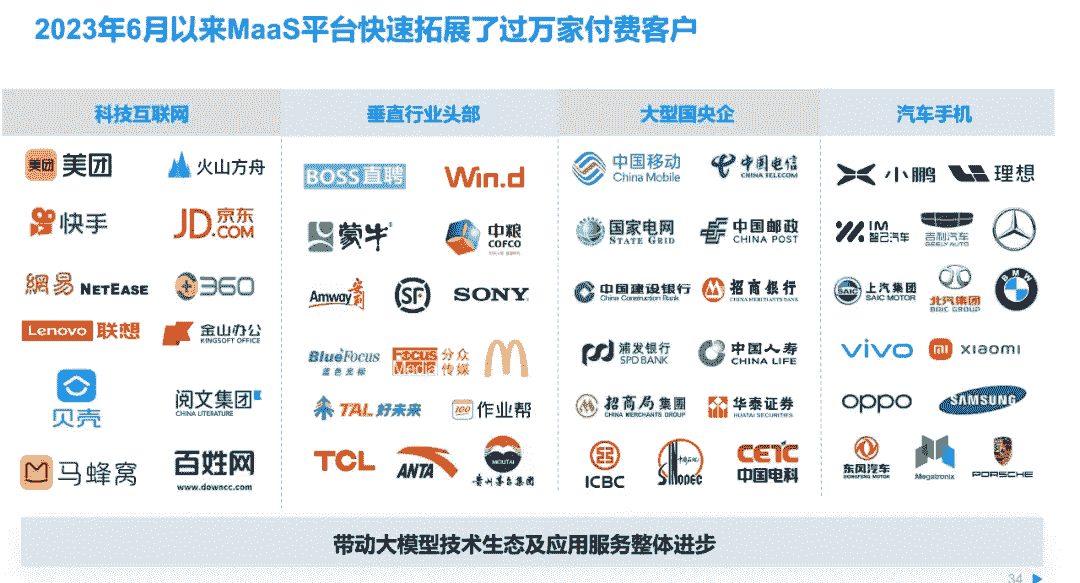 2023年6月以来MaaS平台快速拓展了过万家付费客户
科技互联网
垂直行业头部
大型国央企
汽车手机
美团 美团
火山方舟
快手
JD.京东
.COM
網易 NETEASE
360
Lenovo 联想
金山办公
KINGSOFT OFFICE
贝壳
阅文集团
CHINA LITERATURE
马蜂窝
百姓网
www.downcc.com
BOSS直聘
Win.d
蒙牛
中粮
COFCO
Amway
SF
SONY
BlueFocus
蓝色光标
Focus Media
分众传媒
TAL 好未来
100 作业帮
TCL
ANTA
MOUTAI
贵州茅台集团
中国移动
China Mobile
中国电信
CHINA TELECOM
国家电网
STATE GRID
中国邮政
CHINA POST
中国建设银行
China Construction Bank
招商银行
CHINA MERCHANTS BANK
浦发银行
SPD BANK
中国人寿
CHINA LIFE
招商局集团
CHINA MERCHANTS GROUP
华泰证券
HUATAI SECURITIES
ICBC
Sinopec
CETC
中国电科
小鹏
理想
IM
智己汽车
吉利汽车
GEELY AUTO
SAIC
上汽集团
SAIC MOTOR
北汽集团
BAIC GROUP
BMW
vivo
mi xiaomi
oppo
SAMSUNG
东风汽车
DONGFENG MOTOR
Megatronix
PORSCHE
带动大模型技术生态及应用服务整体进步
34